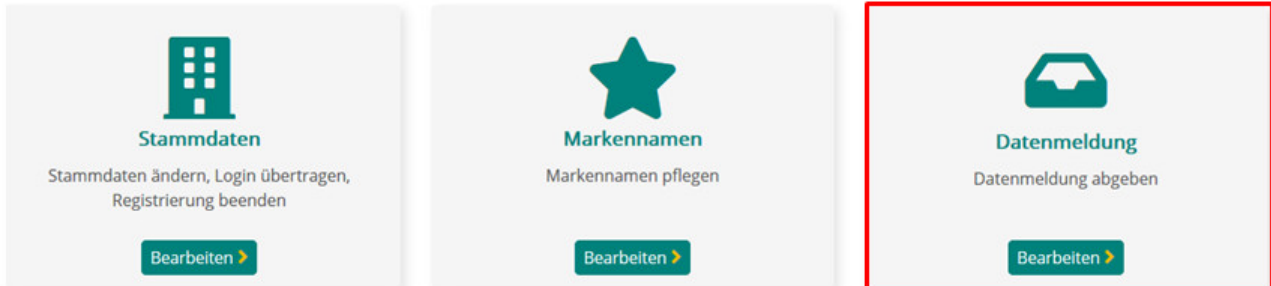 Stammdaten
Stammdaten ändern, Login übertragen,
Registrierung beenden
Bearbeiten
Markennamen
Markennamen pflegen
Bearbeiten
Datenmeldung
Datenmeldung abgeben
Bearbeiten